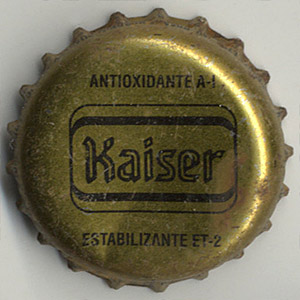 ANTIOXIDANTE A-I
Kaiser
ESTABILIZANTE ET-2